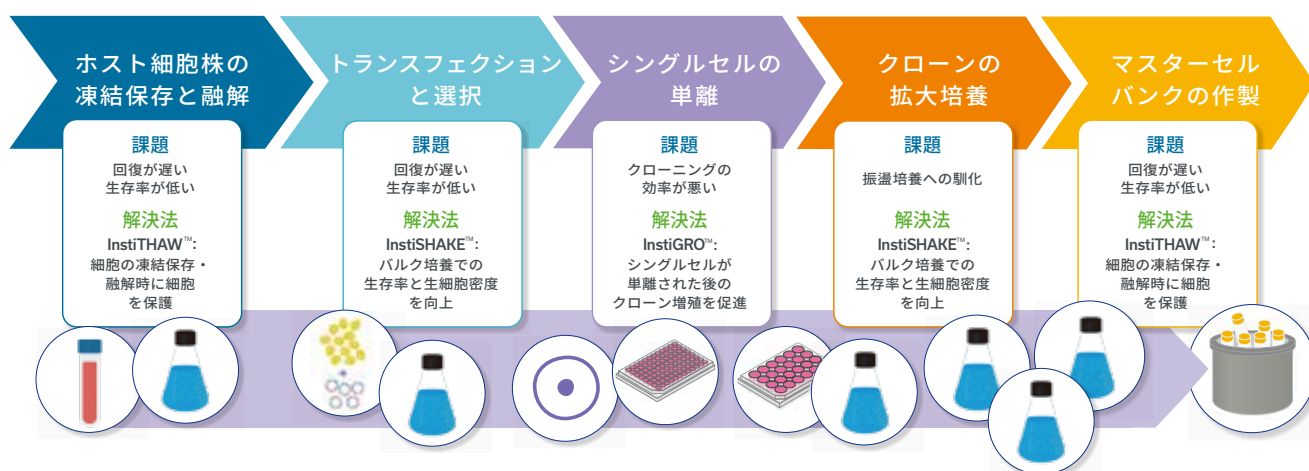 ホスト細胞株の
凍結保存と融解
課題
回復が遅い
生存率が低い
解決法
InstiTHAW™:
細胞の凍結保存・
融解時に細胞
を保護
トランスフェクション
と選択
課題
回復が遅い
生存率が低い
解決法
InstiSHAKE™:
バルク培養での
生存率と生細胞密度
を向上
シングルセルの
単離
課題
クローニングの
効率が悪い
解決法
InstiGRO™:
シングルセルが
単離された後の
クローン増殖を促進
クローンの
拡大培養
課題
振盪培養への馴化
解決法
InstiSHAKE™:
バルク培養での
生存率と生細胞密度
を向上
マスターセル
バンクの作製
課題
回復が遅い
生存率が低い
解決法
InstiTHAW™:
細胞の凍結保存・
融解時に細胞
を保護